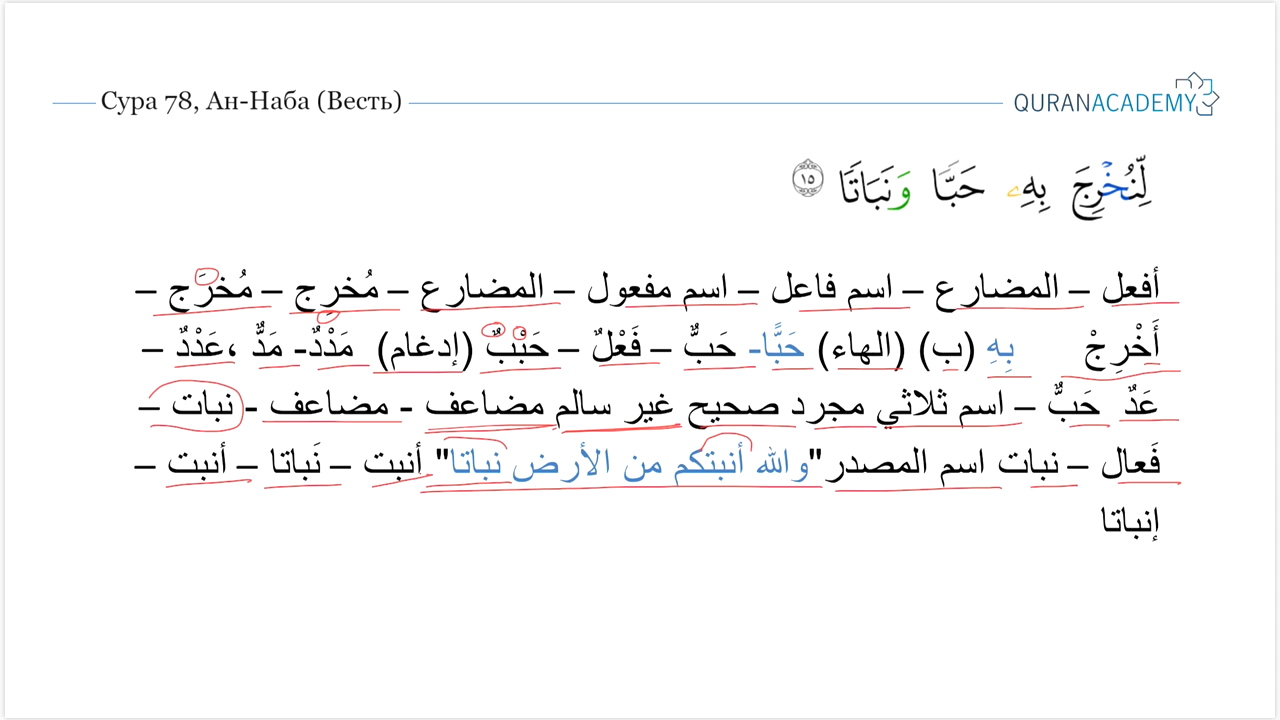 Сура 78, Ан-Наба (Весть)
QURANACADEMY
لِّنُخْرِجَ بِهِۦ حَبًّا وَنَبَاتًا ١٥
أفعل – المضارع – اسم فاعل – اسم مفعول – المضارع – مُخرِج – مُخرَج –
أَخْرِجْ بِهِ (ب) (الهاء) حَبًّا- حَبٌّ – فَعْلٌ – حَبْبٌ (إدغام) مَدْدٌ- مَدٌّ ،عَدْدٌ –
عَدٌ حَبٌّ – اسم ثلاثي مجرد صحيح غير سالم مضاعف - مضاعف - نبات –
فَعال – نبات اسم المصدر "والله أنبتكم من الأرض نباتا" أنبت – نَباتا – أنبت –
إنباتا